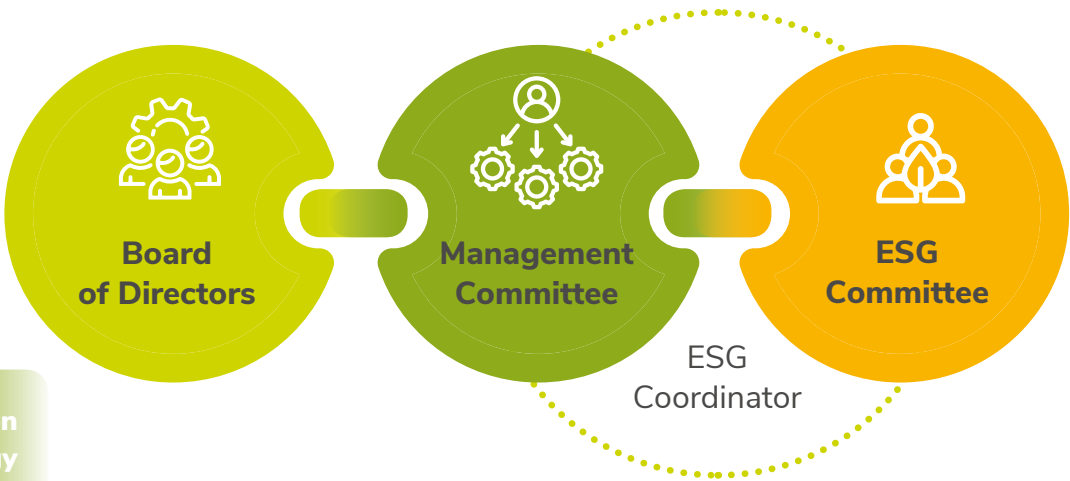 Board
of Directors
Management
Committee
ESG
Committee
ESG
Coordinator